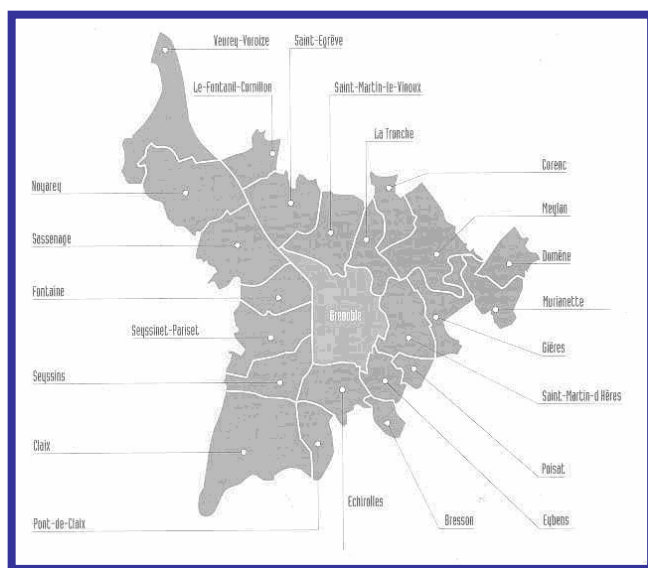 Veurey-Voroize
Saint-Egrève
Le-Fontanil-Cornillon
Saint-Martin-le-Vinoux
La Tronche
Corenc
Noyarey
Meylan
Sassenage
Domène
Fontaine
Murianette
Grenoble
Seyssinet-Pariset
Gières
Seyssins
Saint-Martin-d'Hères
Claix
Poisat
Echirolles
Pont-de-Claix
Bresson
Eybens